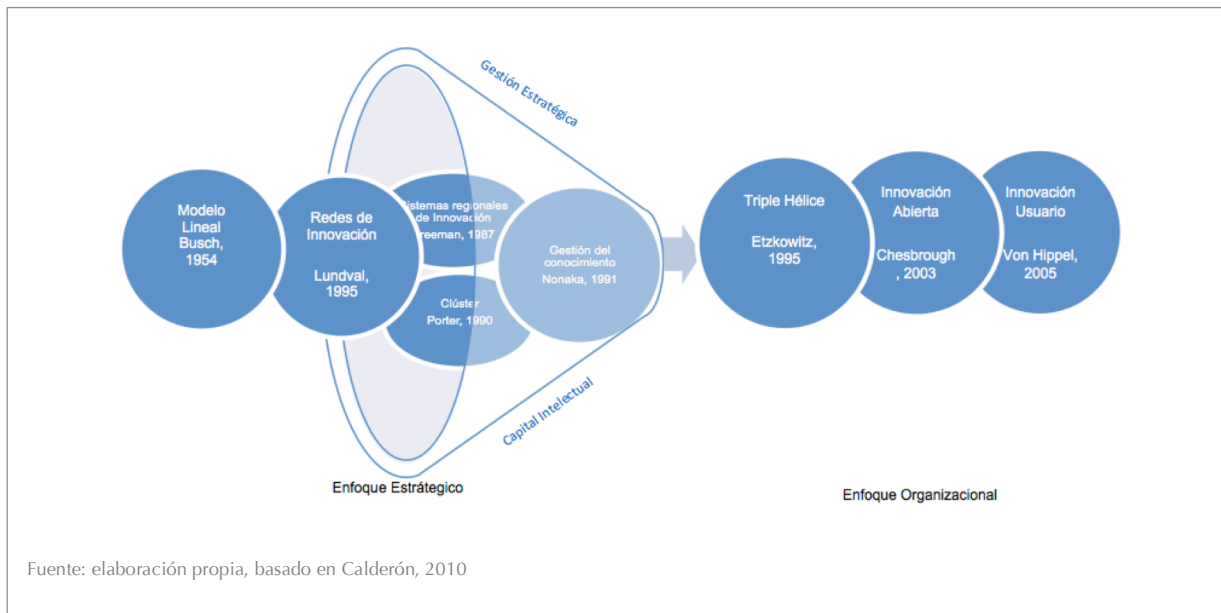 Gestión Estratégica
Modelo
Lineal
Busch,
1954
Redes de
Innovación
Lundval,
1995
istemas regionales
de Innovación
reeman, 1987
Clúster
Porter, 1990
Gestión del
conocimiento
Nonaka, 1991
Capital Intelectual
Enfoque Estrátegico
Triple Hélice
Etzkowitz,
1995
Innovación
Abierta
Chesbrough
, 2003
Innovación
Usuario
Von Hippel,
2005
Enfoque Organizacional
Fuente: elaboración propia, basado en Calderón, 2010